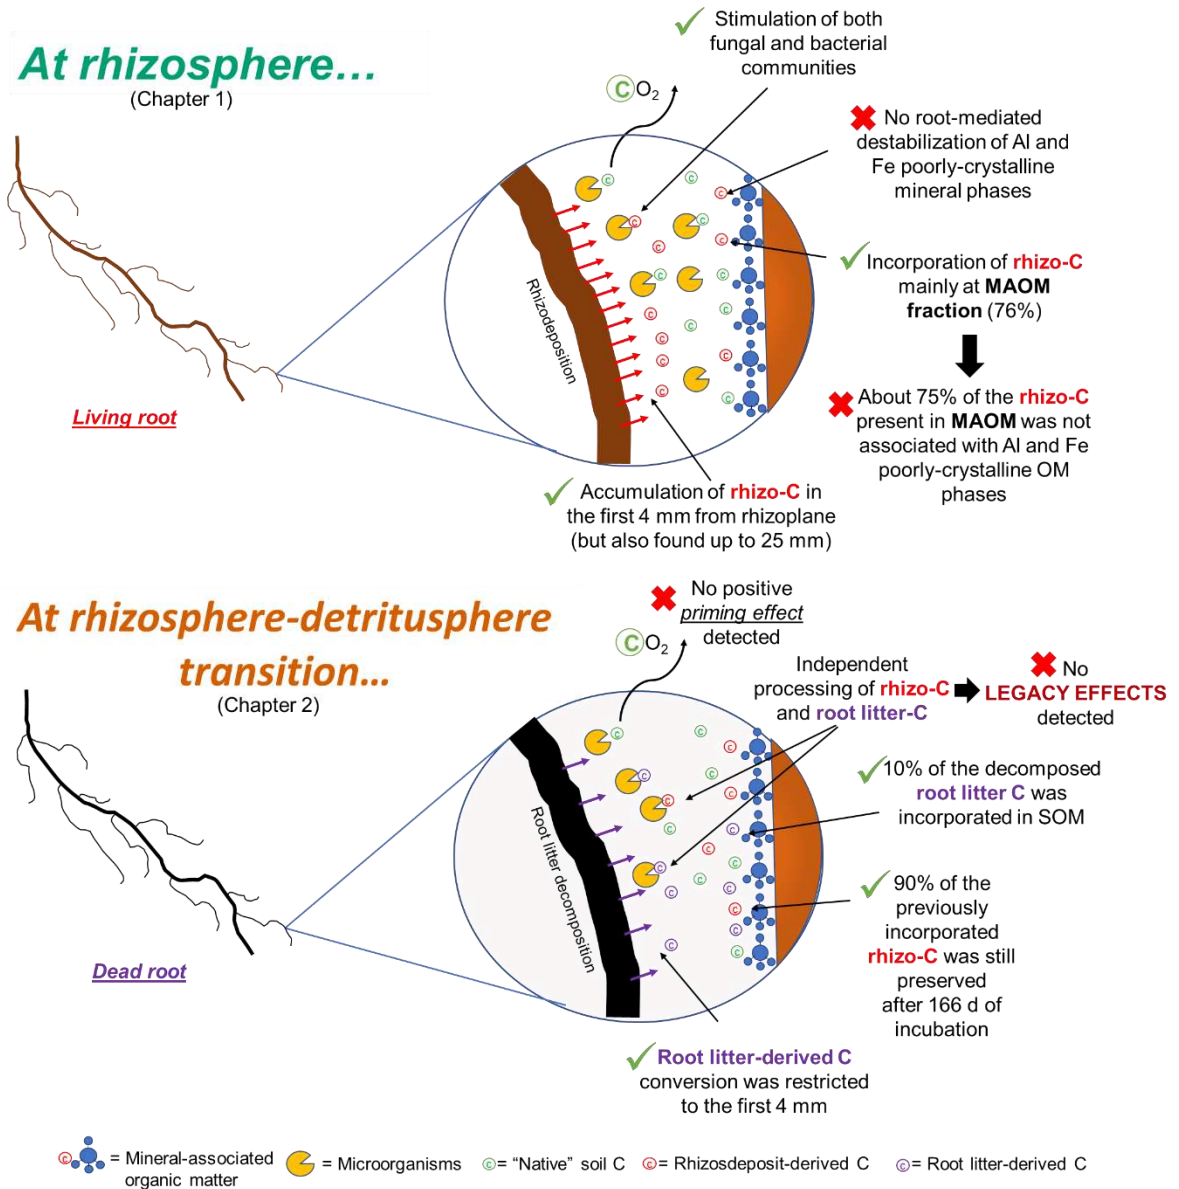 At rhizosphere...
(Chapter 1)
Living root
Rhizodeposition
CO₂
Stimulation of both
fungal and bacterial
communities
No root-mediated
destabilization of Al and
Fe poorly-crystalline
mineral phases
Incorporation of rhizo-C
mainly at MAOM
fraction (76%)
About 75% of the rhizo-C
present in MAOM was not
associated with Al and Fe
poorly-crystalline OM
phases
Accumulation of rhizo-C in
the first 4 mm from rhizoplane
(but also found up to 25 mm)
At rhizosphere-detritusphere
transition...
(Chapter 2)
Dead root
Root litter decomposition
CO₂
No positive
priming effect
detected
Independent
processing of rhizo-C
and root litter-C
No
LEGACY EFFECTS
detected
10% of the decomposed
root litter C was
incorporated in SOM
90% of the
previously
incorporated
rhizo-C was still
preserved
after 166 d of
incubation
Root litter-derived C
conversion was restricted
to the first 4 mm
= Mineral-associated
organic matter
= Microorganisms
= “Native” soil C
= Rhizosdeposit-derived C
= Root litter-derived C